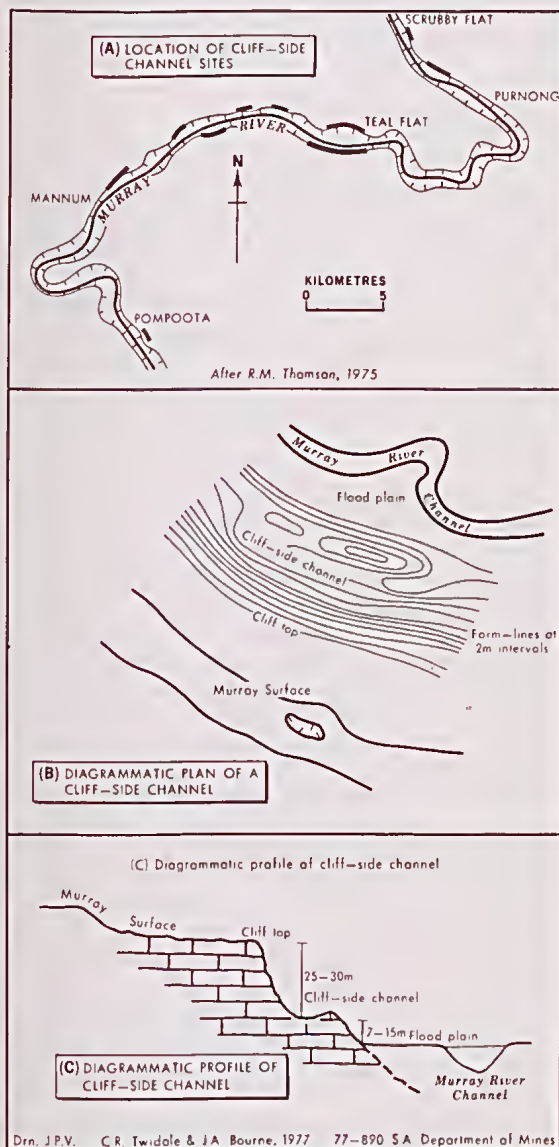 (A) LOCATION OF CLIFF—SIDE
CHANNEL SITES
SCRUBBY FLAT
PURNONG
TEAL FLAT
RIVER
MURRAY
N
MANNUM
KILOMETRES
0 5
POMPOOTA
After R.M. Thomson, 1975
Murray River
Channel
Flood plain
Cliff—side channel
Cliff top
Form—lines at
2m intervals
Murray Surface
(B) DIAGRAMMATIC PLAN OF A
CLIFF—SIDE CHANNEL
(C) Diagrammatic profile of cliff—side channel
Murray
Surface
Cliff top
25—30m
Cliff—side channel
7—15m Flood plain
(C) DIAGRAMMATIC PROFILE OF
CLIFF—SIDE CHANNEL
Murray River
Channel
Drn. J.P.V. C.R. Twidale & J.A. Bourne, 1977 77—890 S.A. Department of Mines